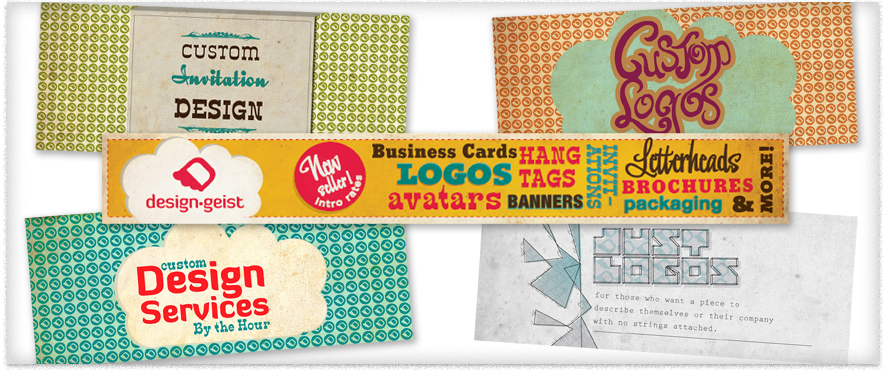 CUSTOM
Invitation
DESIGN
Custom
Logos
design•geist
New
seller!
intro rates
Business Cards
LOGOS
avatars
HANG
TAGS
BANNERS
INVIT-
ATIONS
Letterheads
BROCHURES
packaging
& MORE!
custom
Design
Services
By the Hour
JUST
LOGOS
for those who want a piece to
describe themselves or their company
with no strings attached.